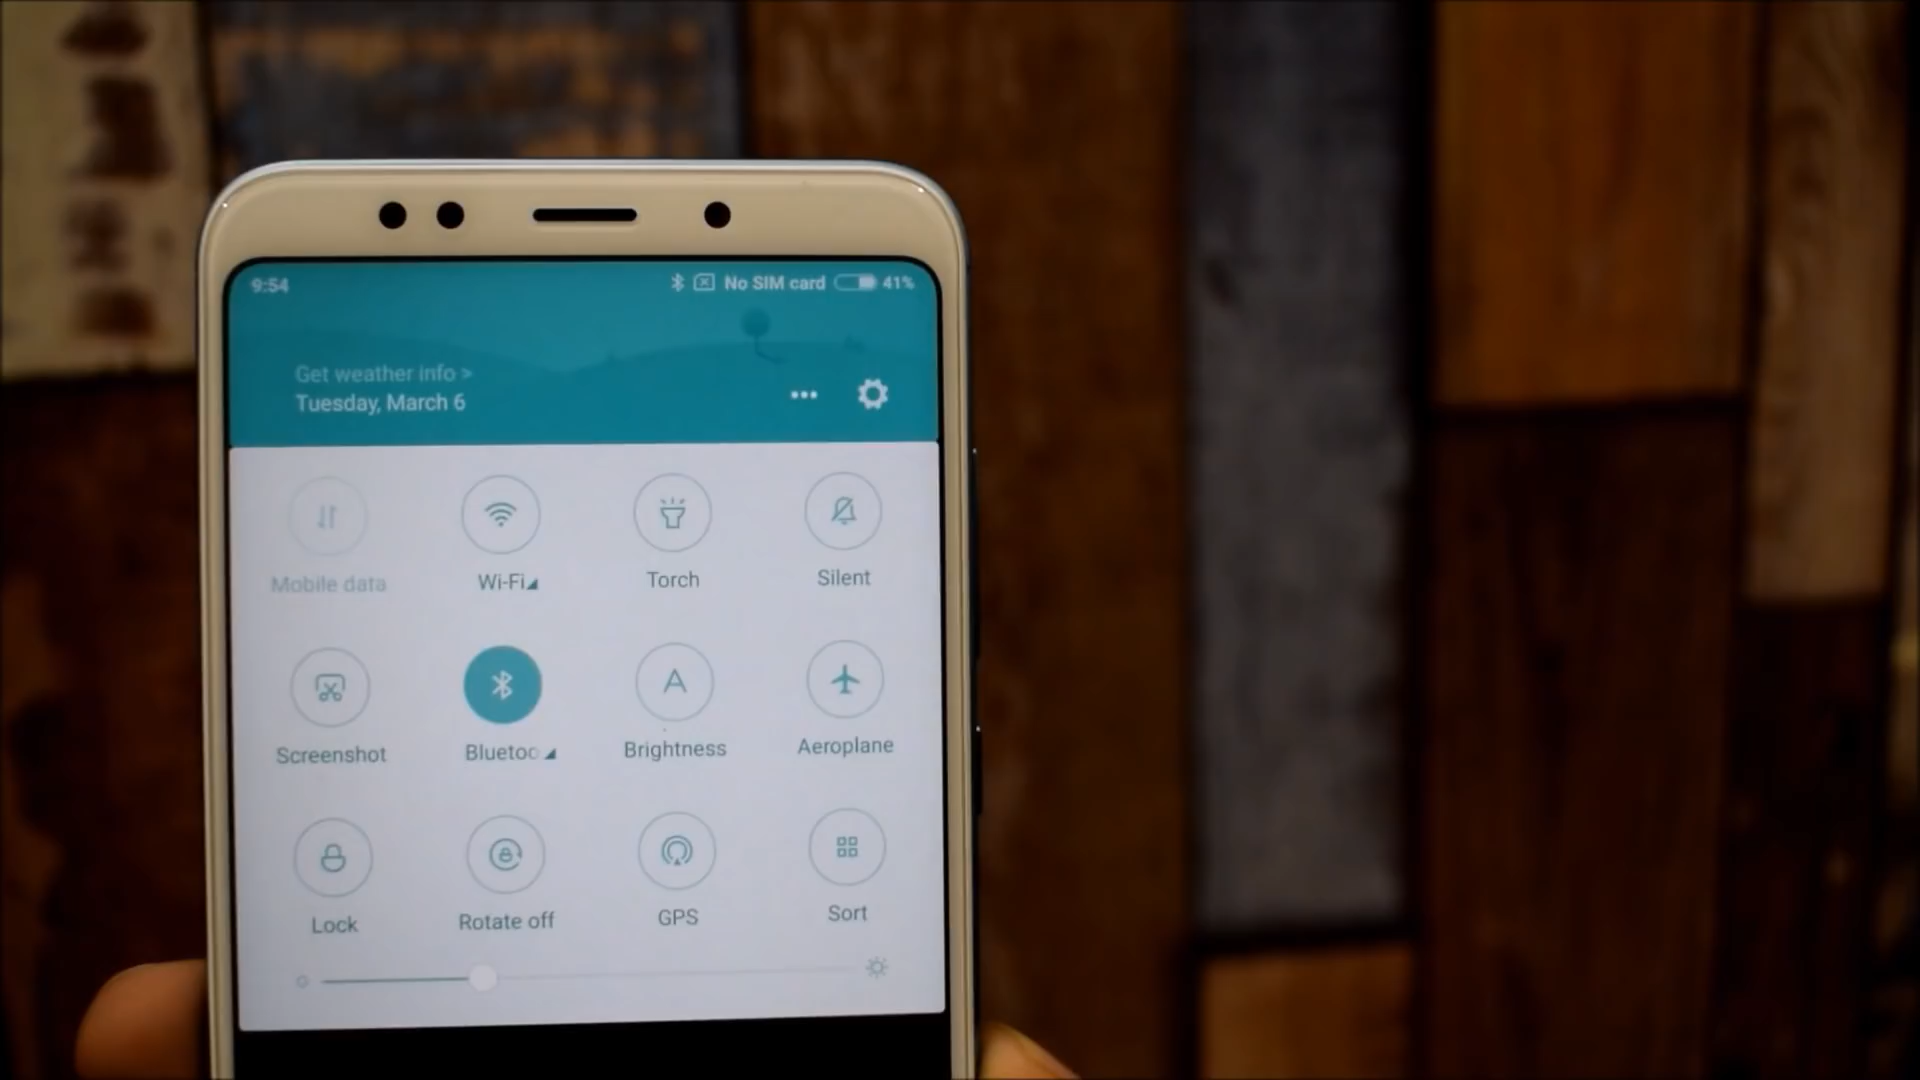 9:54 No SIM card 41%
Get weather info >
Tuesday, March 6
Mobile data Wi-Fi Torch Silent
Screenshot Bluetoo Brightness Aeroplane
Lock Rotate off GPS Sort